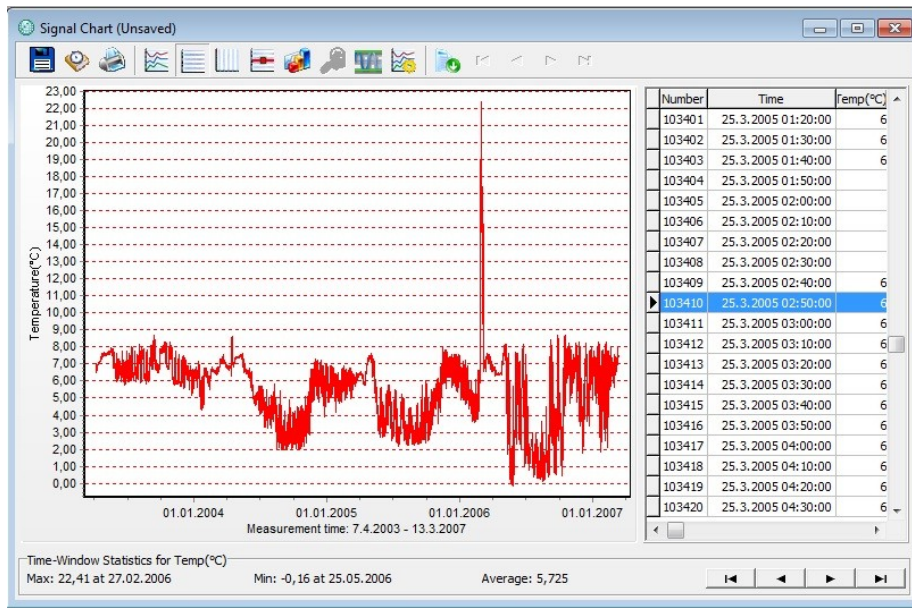 Signal Chart (Unsaved)
23,00
22,00
21,00
20,00
19,00
18,00
17,00
16,00
15,00
14,00
13,00
12,00
11,00
10,00
9,00
8,00
7,00
6,00
5,00
4,00
3,00
2,00
1,00
0,00
Temperature(°C)
01.01.2004 01.01.2005 01.01.2006 01.01.2007
Measurement time: 7.4.2003 - 13.3.2007
Number Time Temp(°C)
103401 25.3.2005 01:20:00 6
103402 25.3.2005 01:30:00 6
103403 25.3.2005 01:40:00 6
103404 25.3.2005 01:50:00
103405 25.3.2005 02:00:00
103406 25.3.2005 02:10:00
103407 25.3.2005 02:20:00
103408 25.3.2005 02:30:00
103409 25.3.2005 02:40:00 6
103410 25.3.2005 02:50:00 6
103411 25.3.2005 03:00:00 6
103412 25.3.2005 03:10:00 6
103413 25.3.2005 03:20:00 6
103414 25.3.2005 03:30:00 6
103415 25.3.2005 03:40:00 6
103416 25.3.2005 03:50:00 6
103417 25.3.2005 04:00:00 6
103418 25.3.2005 04:10:00 6
103419 25.3.2005 04:20:00 6
103420 25.3.2005 04:30:00 6
Time-Window Statistics for Temp(°C)
Max: 22,41 at 27.02.2006 Min: -0,16 at 25.05.2006 Average: 5,725